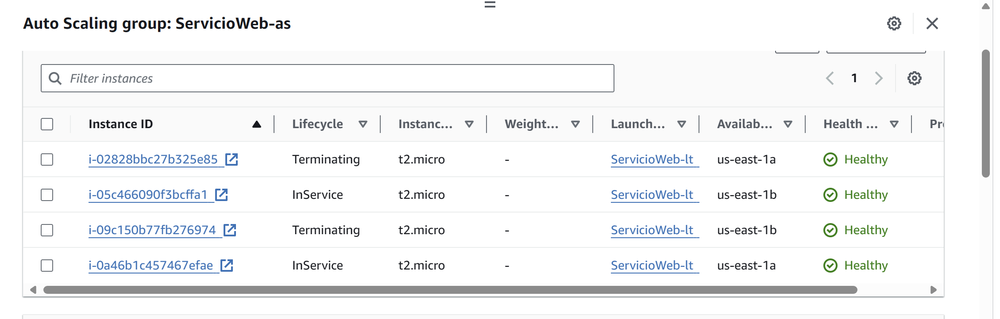 Auto Scaling group: ServicioWeb-as
Filter instances
1
Instance ID Lifecycle Instanc... Weight... Launch... Availab... Health ...
i-02828bbc27b325e85 Terminating t2.micro - ServicioWeb-lt us-east-1a Healthy
i-05c466090f3bcffa1 InService t2.micro - ServicioWeb-lt us-east-1b Healthy
i-09c150b77fb276974 Terminating t2.micro - ServicioWeb-lt us-east-1b Healthy
i-0a46b1c457467efae InService t2.micro - ServicioWeb-lt us-east-1a Healthy